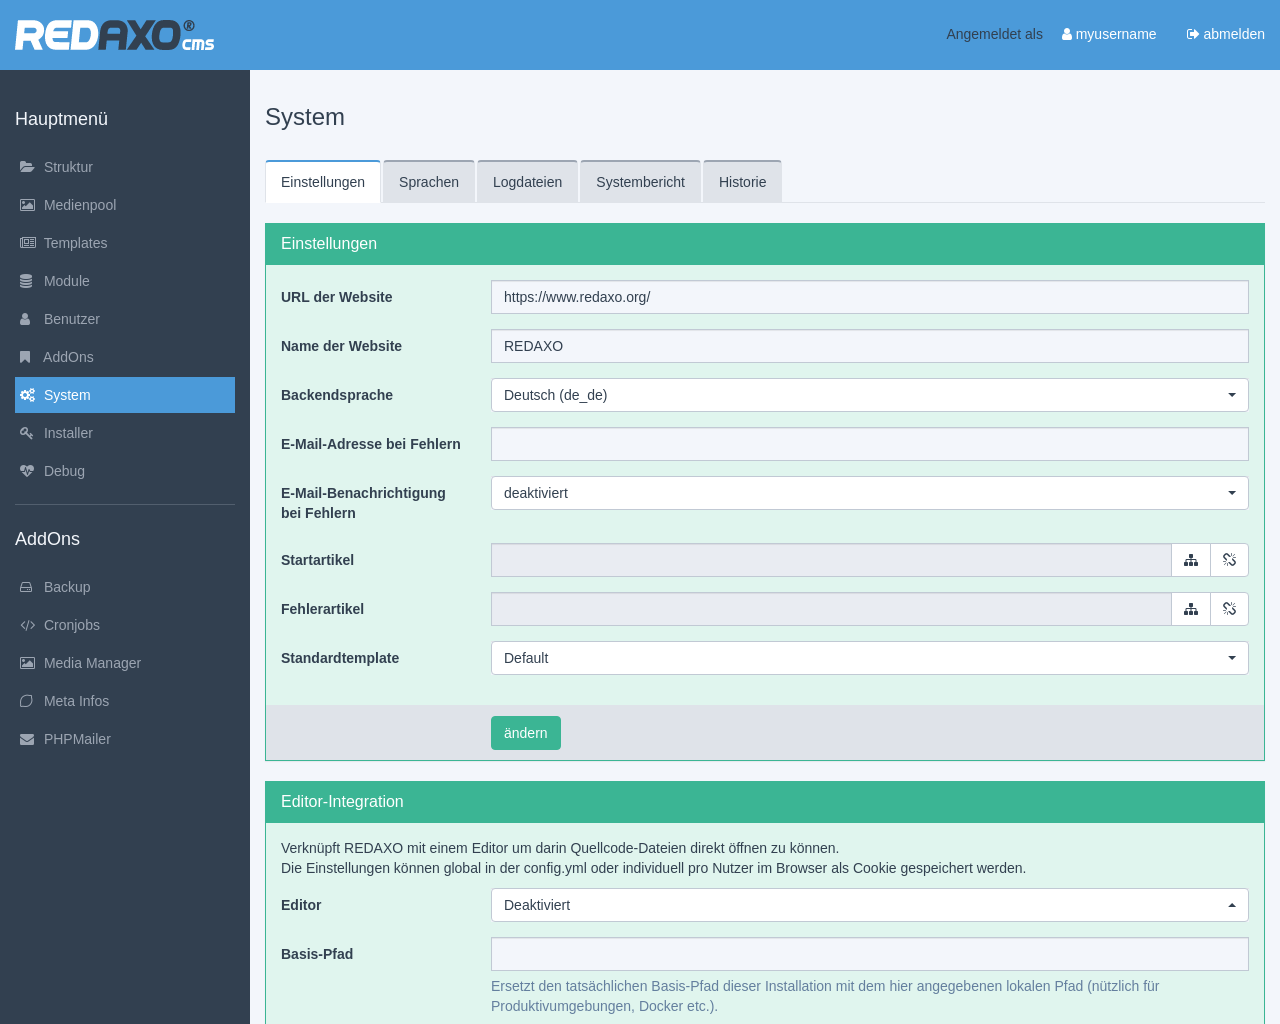 REDAXO® cms
Angemeldet als myusername abmelden
Hauptmenü
Struktur
Medienpool
Templates
Module
Benutzer
AddOns
System
Installer
Debug
AddOns
Backup
Cronjobs
Media Manager
Meta Infos
PHPMailer
System
Einstellungen Sprachen Logdateien Systembericht Historie
Einstellungen
URL der Website https://www.redaxo.org/
Name der Website REDAXO
Backendsprache Deutsch (de_de)
E-Mail-Adresse bei Fehlern
E-Mail-Benachrichtigung deaktiviert
bei Fehlern
Startartikel
Fehlerartikel
Standardtemplate Default
ändern
Editor-Integration
Verknüpft REDAXO mit einem Editor um darin Quellcode-Dateien direkt öffnen zu können.
Die Einstellungen können global in der config.yml oder individuell pro Nutzer im Browser als Cookie gespeichert werden.
Editor Deaktiviert
Basis-Pfad
Ersetzt den tatsächlichen Basis-Pfad dieser Installation mit dem hier angegebenen lokalen Pfad (nützlich für
Produktivumgebungen, Docker etc.).